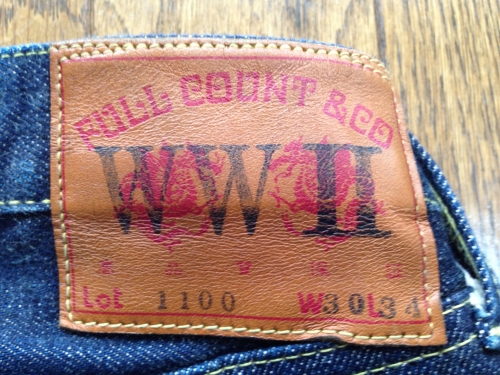 FULL COUNT & CO
WWII
Lot 1100 W30L34